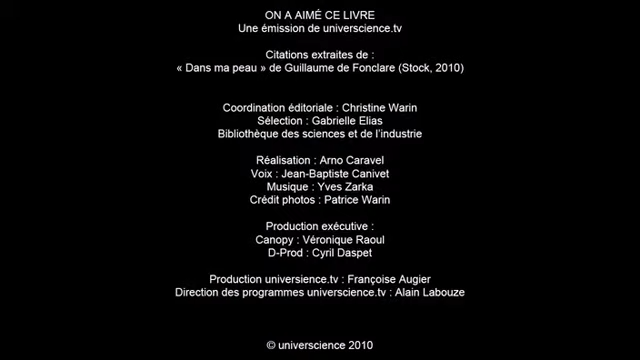 ON A AIMÉ CE LIVRE
Une émission de universcience.tv
Citations extraites de :
« Dans ma peau » de Guillaume de Fonclare (Stock, 2010)
Coordination éditoriale : Christine Warin
Sélection : Gabrielle Elias
Bibliothèque des sciences et de l'industrie
Réalisation : Arno Caravel
Voix : Jean-Baptiste Canivet
Musique : Yves Zarka
Crédit photos : Patrice Warin
Production exécutive :
Canopy : Véronique Raoul
D-Prod : Cyril Daspet
Production universience.tv : Françoise Augier
Direction des programmes universcience.tv : Alain Labouze
© universcience 2010